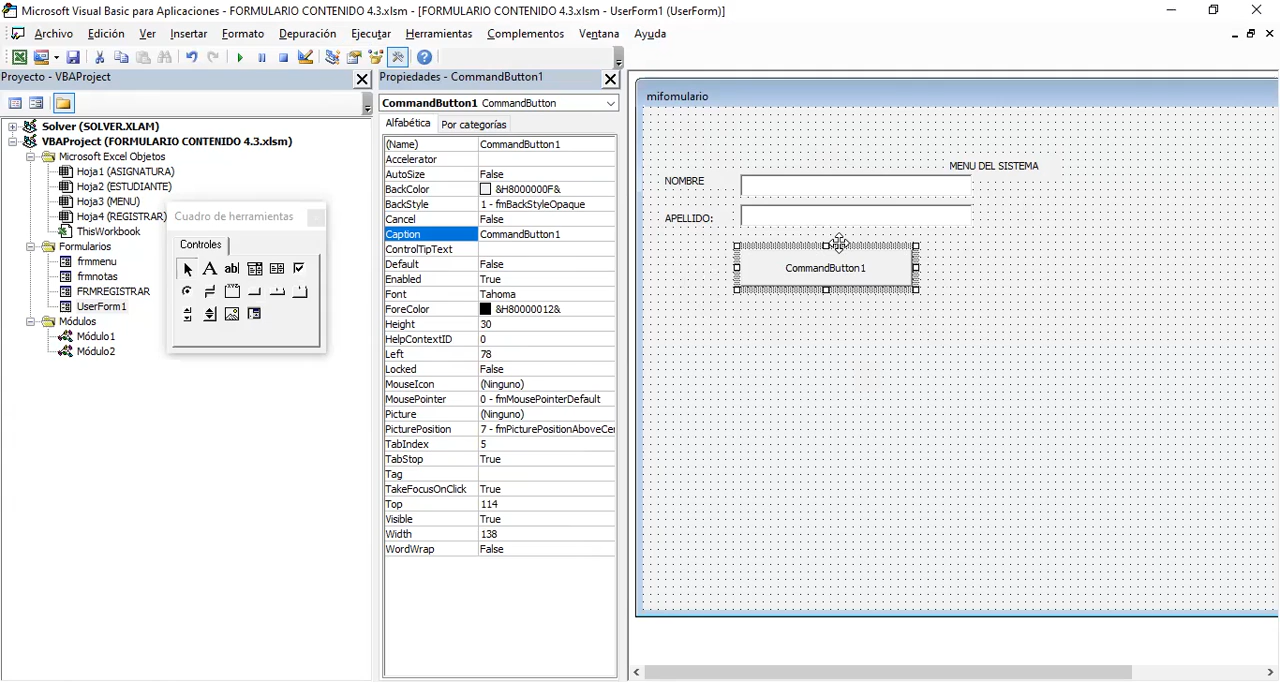 Microsoft Visual Basic para Aplicaciones - FORMULARIO CONTENIDO 4.3.xlsm - [FORMULARIO CONTENIDO 4.3.xlsm - UserForm1 (UserForm)]
Archivo Edición Ver Insertar Formato Depuración Ejecutar Herramientas Complementos Ventana Ayuda
Proyecto - VBAProject
Solver (SOLVER.XLAM)
VBAProject (FORMULARIO CONTENIDO 4.3.xlsm)
Microsoft Excel Objetos
Hoja1 (ASIGNATURA)
Hoja2 (ESTUDIANTE)
Hoja3 (MENU)
Hoja4 (REGISTRAR)
ThisWorkbook
Formularios
frmmenu
frmnotas
FRMREGISTRAR
UserForm1
Módulos
Módulo1
Módulo2
Cuadro de herramientas
Controles
A abl
Propiedades - CommandButton1
CommandButton1 CommandButton
Alfabética Por categorías
(Name) CommandButton1
Accelerator
AutoSize False
BackColor &H8000000F&
BackStyle 1 - fmBackStyleOpaque
Cancel False
Caption CommandButton1
ControlTipText
Default False
Enabled True
Font Tahoma
ForeColor &H80000012&
Height 30
HelpContextID 0
Left 78
Locked False
MouseIcon (Ninguno)
MousePointer 0 - fmMousePointerDefault
Picture (Ninguno)
PicturePosition 7 - fmPicturePositionAboveCer
TabIndex 5
TabStop True
Tag
TakeFocusOnClick True
Top 114
Visible True
Width 138
WordWrap False
mifomulario
MENU DEL SISTEMA
NOMBRE
APELLIDO:
CommandButton1